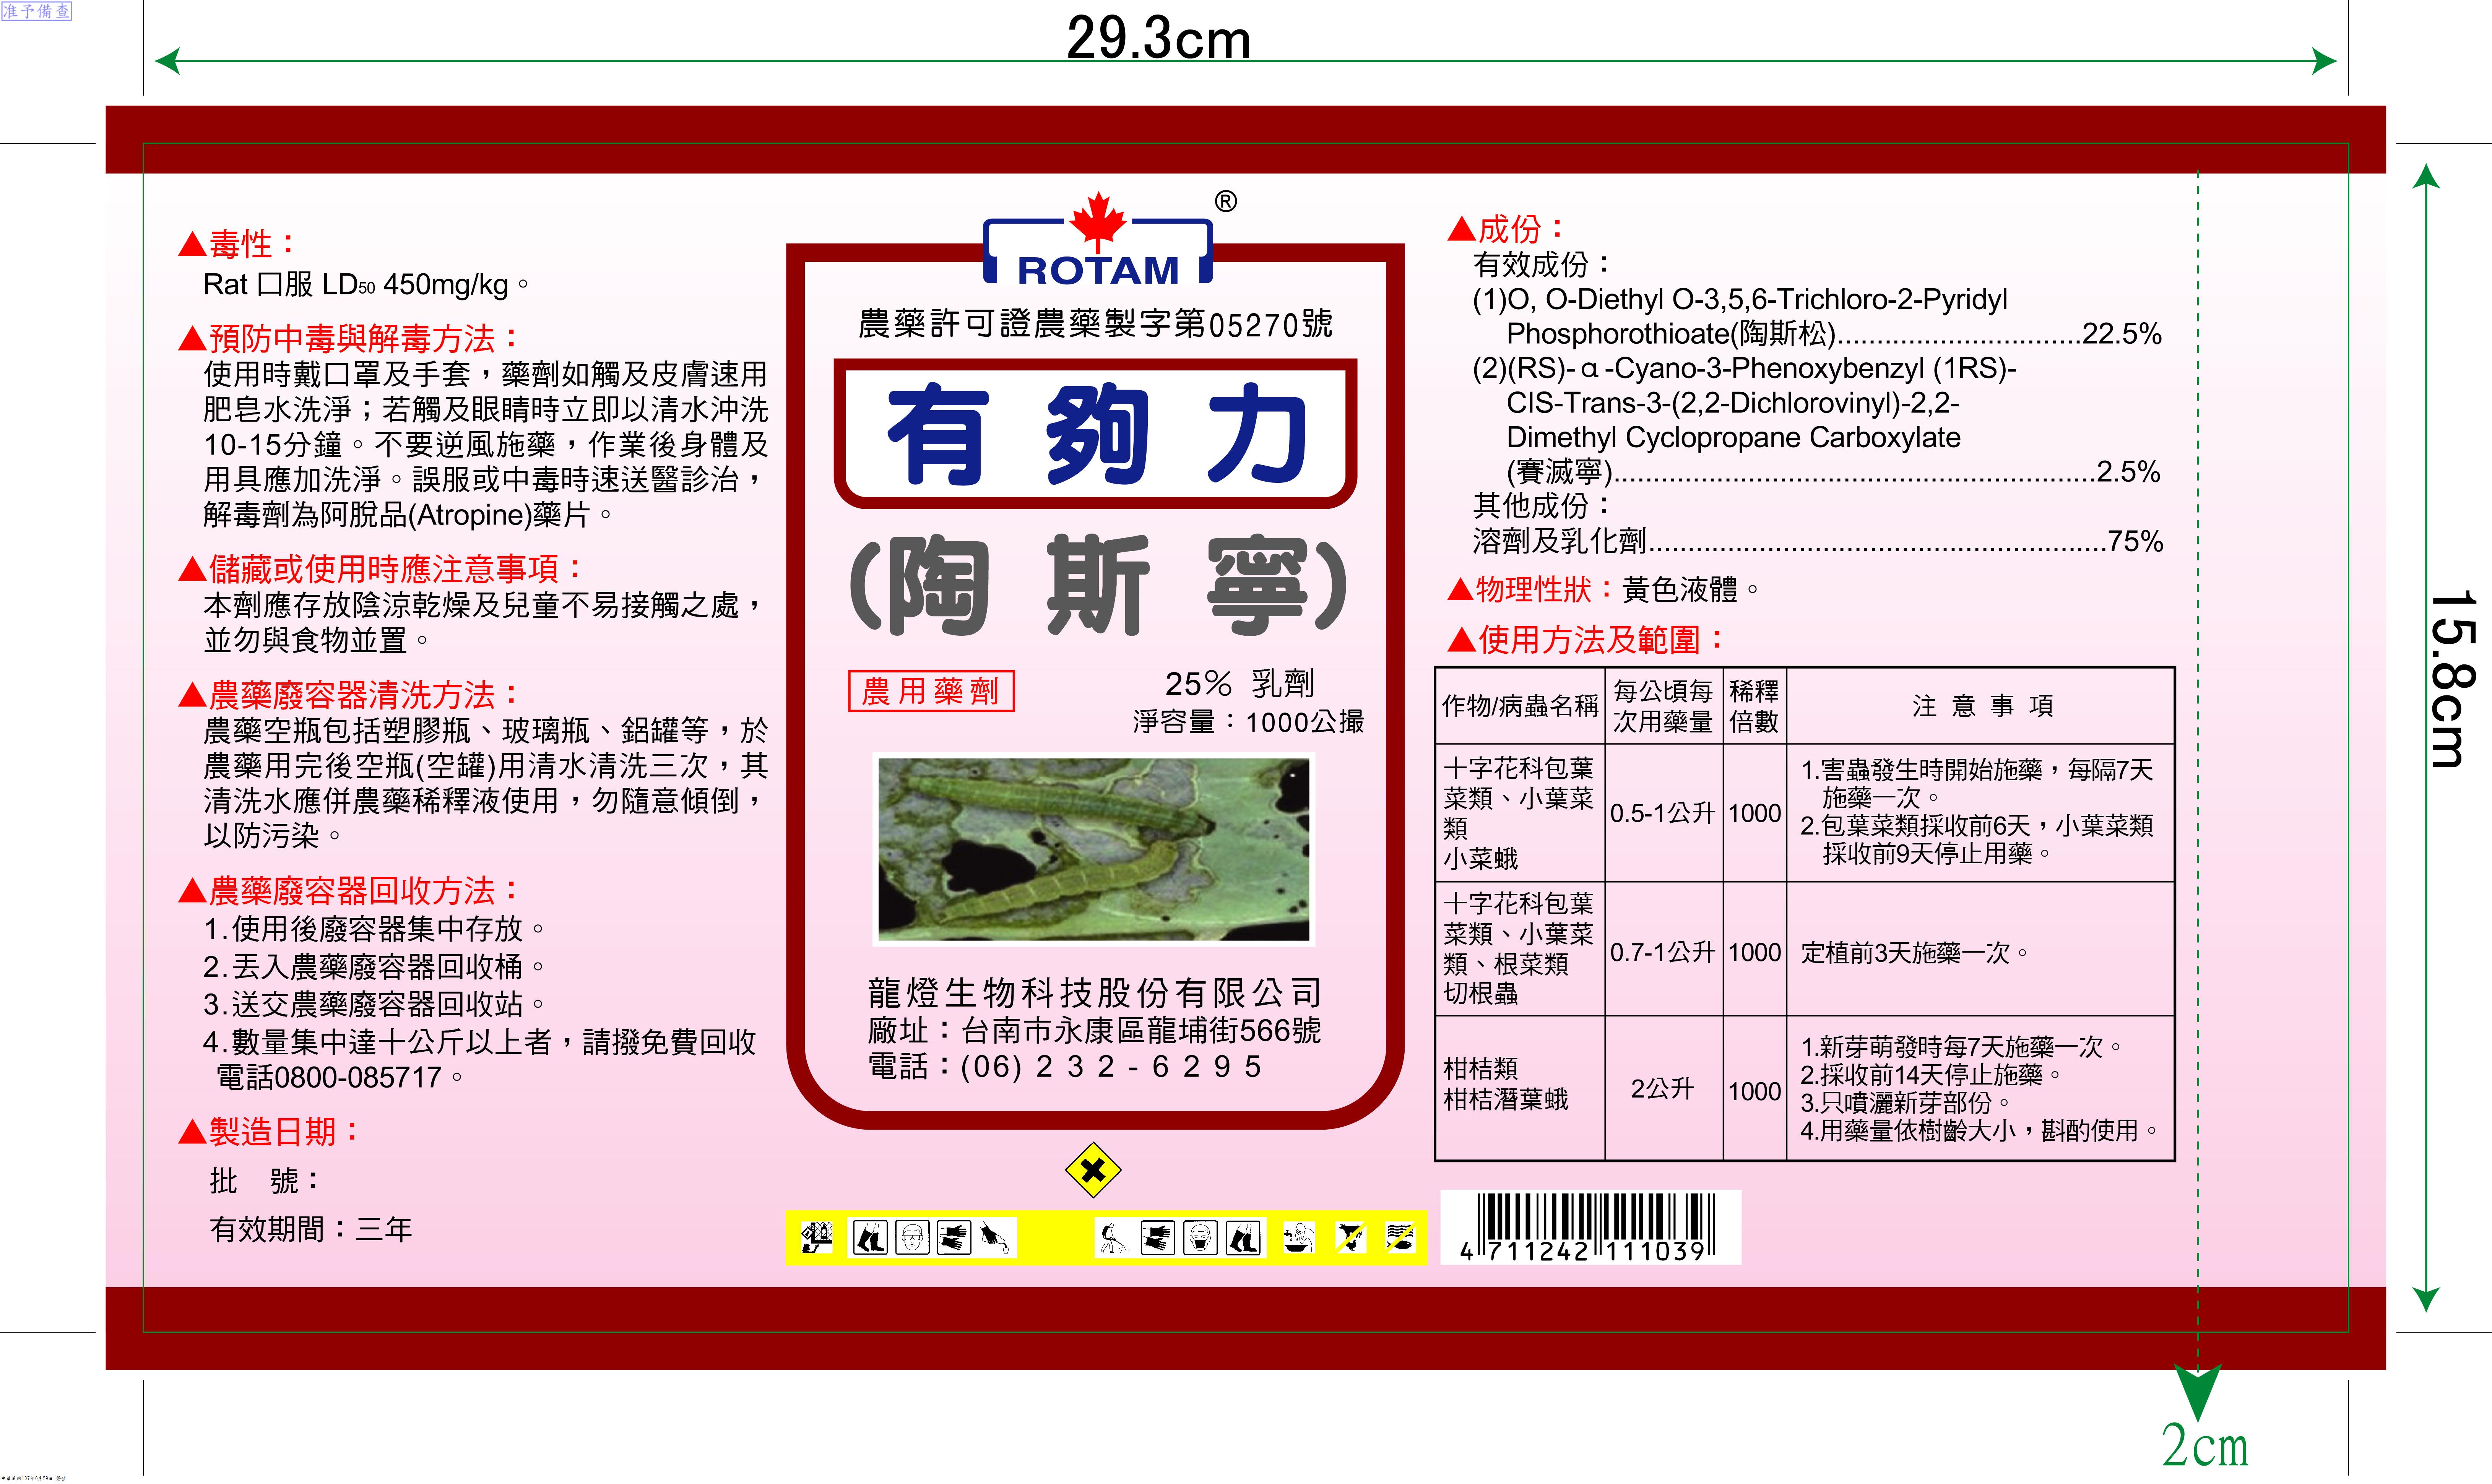 准予備查
29.3cm
▲毒性：
Rat 口服 LD50 450mg/kg。
▲預防中毒與解毒方法：
使用時戴口罩及手套，藥劑如觸及皮膚速用
肥皂水洗淨；若觸及眼睛時立即以清水沖洗
10-15分鐘。不要逆風施藥，作業後身體及
用具應加洗淨。誤服或中毒時速送醫診治，
解毒劑為阿脫品(Atropine)藥片。
▲儲藏或使用時應注意事項：
本劑應存放陰涼乾燥及兒童不易接觸之處，
並勿與食物並置。
▲農藥廢容器清洗方法：
農藥空瓶包括塑膠瓶、玻璃瓶、鋁罐等，於
農藥用完後空瓶(空罐)用清水清洗三次，其
清洗水應併農藥稀釋液使用，勿隨意傾倒，
以防污染。
▲農藥廢容器回收方法：
1.使用後廢容器集中存放。
2.丟入農藥廢容器回收桶。
3.送交農藥廢容器回收站。
4.數量集中達十公斤以上者，請撥免費回收
電話0800-085717。
▲製造日期：
批 號：
有效期間：三年
®
ROTAM
農藥許可證農藥製字第05270號
有夠力
(陶斯寧)
農用藥劑
25% 乳劑
淨容量：1000公撮
龍燈生物科技股份有限公司
廠址：台南市永康區龍埔街566號
電話：(06) 232-6295
▲成份：
有效成份：
(1)O, O-Diethyl O-3,5,6-Trichloro-2-Pyridyl
Phosphorothioate(陶斯松)..............................22.5%
(2)(RS)-α-Cyano-3-Phenoxybenzyl (1RS)-
CIS-Trans-3-(2,2-Dichlorovinyl)-2,2-
Dimethyl Cyclopropane Carboxylate
(賽滅寧)............................................................2.5%
其他成份：
溶劑及乳化劑.........................................................75%
▲物理性狀：黃色液體。
▲使用方法及範圍：
作物/病蟲名稱 每公頃每次用藥量 稀釋倍數 注意事項
十字花科包葉
菜類、小葉菜
類
小菜蛾
0.5-1公升
1000
1.害蟲發生時開始施藥，每隔7天
施藥一次。
2.包葉菜類採收前6天，小葉菜類
採收前9天停止用藥。
十字花科包葉
菜類、小葉菜
類、根菜類
切根蟲
0.7-1公升
1000
定植前3天施藥一次。
柑桔類
柑桔潛葉蛾
2公升
1000
1.新芽萌發時每7天施藥一次。
2.採收前14天停止施藥。
3.只噴灑新芽部份。
4.用藥量依樹齡大小，斟酌使用。
4 711242 111039
15.8cm
2cm